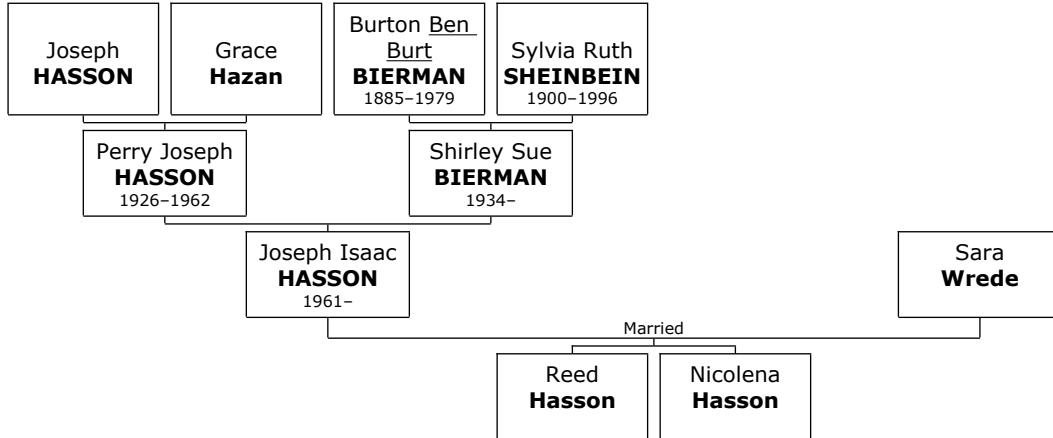 Joseph
HASSON
Grace
Hazan
Burton Ben
Burt
BIERMAN
1885–1979
Sylvia Ruth
SHEINBEIN
1900–1996
Perry Joseph
HASSON
1926–1962
Shirley Sue
BIERMAN
1934–
Joseph Isaac
HASSON
1961–
Sara
Wrede
Married
Reed
Hasson
Nicolena
Hasson